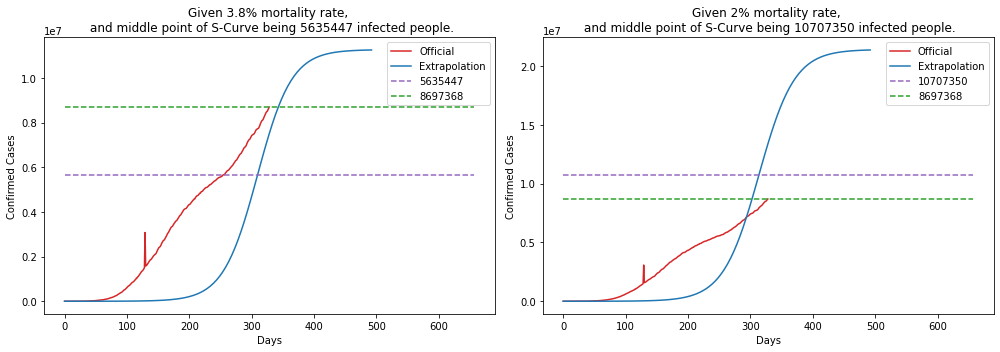 Given 3.8% mortality rate,
and middle point of S-Curve being 5635447 infected people.
1e7
Official
Extrapolation
5635447
8697368
1.0
0.8
0.6
0.4
0.2
0.0
Confirmed Cases
0 100 200 300 400 500 600
Days
Given 2% mortality rate,
and middle point of S-Curve being 10707350 infected people.
1e7
Official
Extrapolation
10707350
8697368
2.0
1.5
1.0
0.5
0.0
Confirmed Cases
0 100 200 300 400 500 600
Days